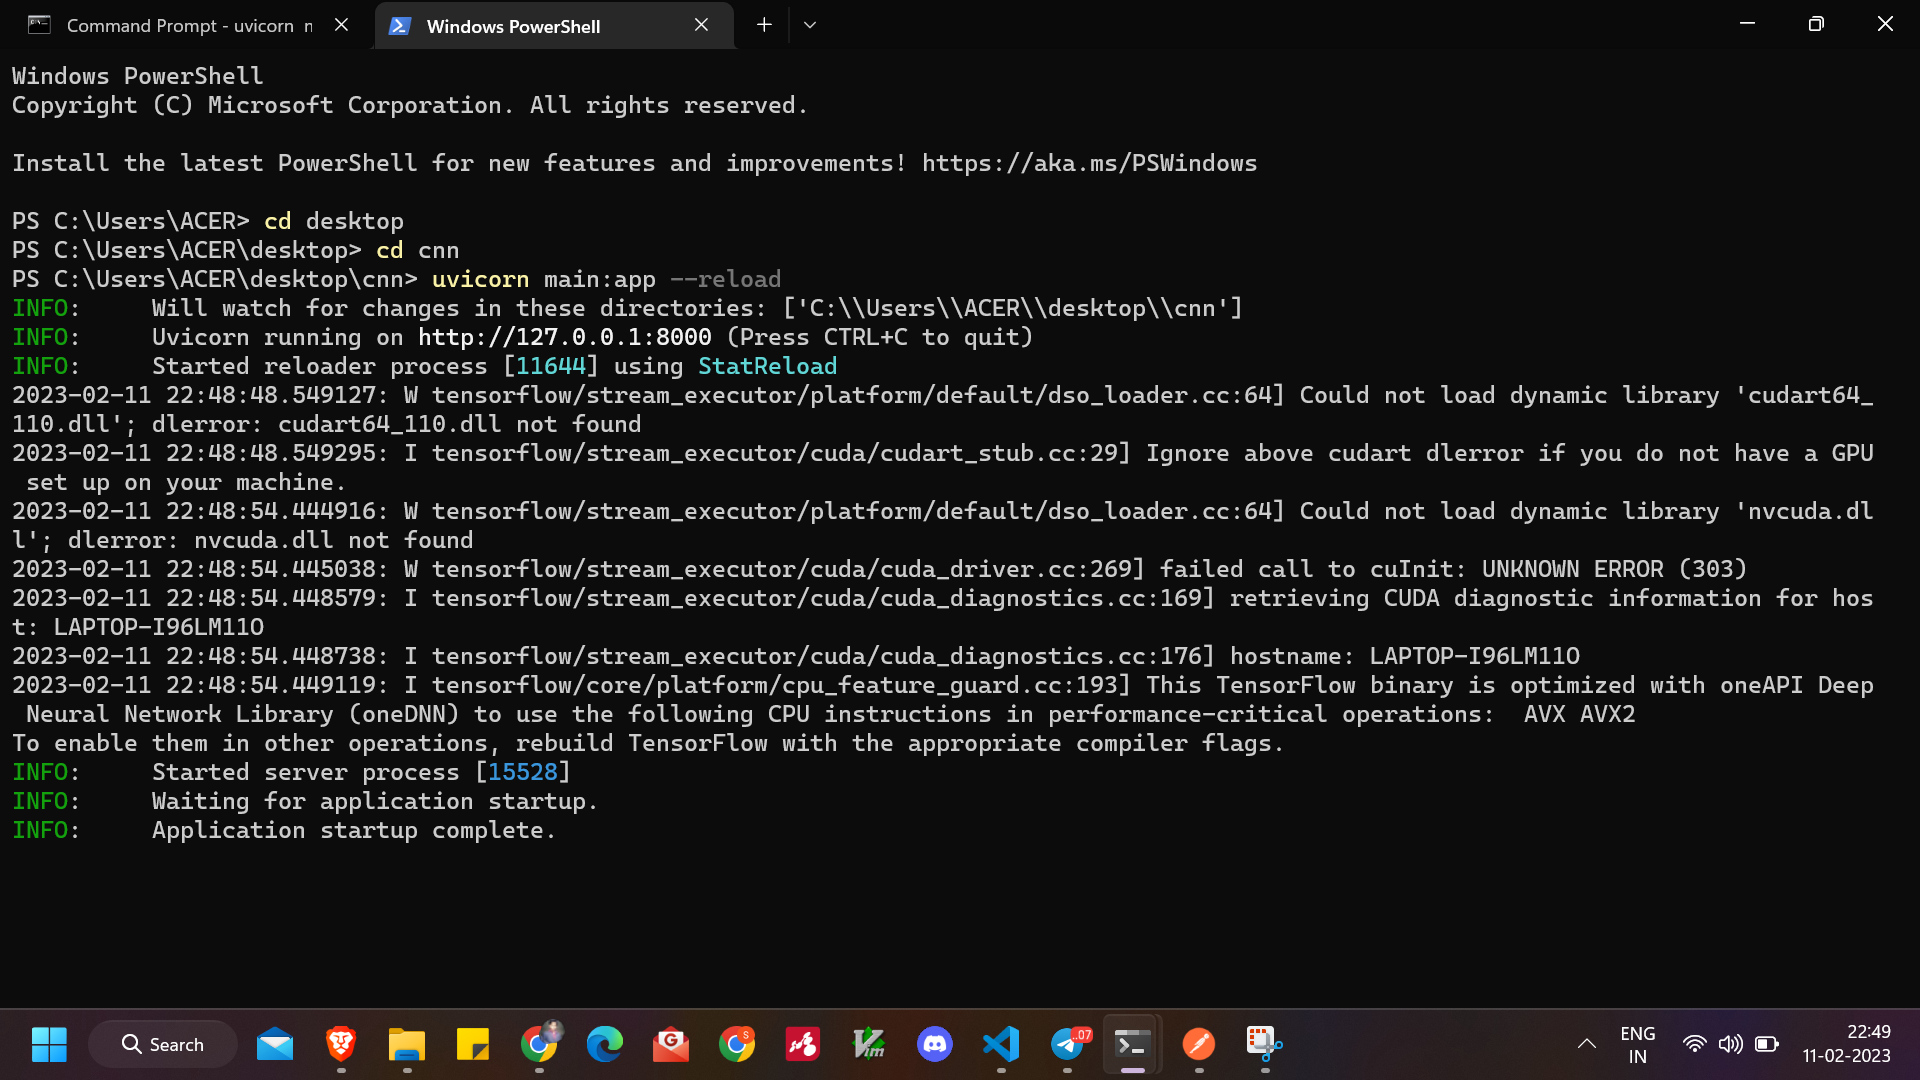 Command Prompt - uvicorn
Windows PowerShell
Windows PowerShell
Copyright (C) Microsoft Corporation. All rights reserved.
Install the latest PowerShell for new features and improvements! https://aka.ms/PSWindows
PS C:\Users\ACER> cd desktop
PS C:\Users\ACER\desktop> cd cnn
PS C:\Users\ACER\desktop\cnn> uvicorn main:app --reload
INFO:     Will watch for changes in these directories: ['C:\\Users\\ACER\\desktop\\cnn']
INFO:     Uvicorn running on http://127.0.0.1:8000 (Press CTRL+C to quit)
INFO:     Started reloader process [11644] using StatReload
2023-02-11 22:48:48.549127: W tensorflow/stream_executor/platform/default/dso_loader.cc:64] Could not load dynamic library 'cudart64_
110.dll'; dlerror: cudart64_110.dll not found
2023-02-11 22:48:48.549295: I tensorflow/stream_executor/cuda/cudart_stub.cc:29] Ignore above cudart dlerror if you do not have a GPU
 set up on your machine.
2023-02-11 22:48:54.444916: W tensorflow/stream_executor/platform/default/dso_loader.cc:64] Could not load dynamic library 'nvcuda.dl
l'; dlerror: nvcuda.dll not found
2023-02-11 22:48:54.445038: W tensorflow/stream_executor/cuda/cuda_driver.cc:269] failed call to cuInit: UNKNOWN ERROR (303)
2023-02-11 22:48:54.448579: I tensorflow/stream_executor/cuda/cuda_diagnostics.cc:169] retrieving CUDA diagnostic information for hos
t: LAPTOP-I96LM11O
2023-02-11 22:48:54.448738: I tensorflow/stream_executor/cuda/cuda_diagnostics.cc:176] hostname: LAPTOP-I96LM11O
2023-02-11 22:48:54.449119: I tensorflow/core/platform/cpu_feature_guard.cc:193] This TensorFlow binary is optimized with oneAPI Deep
 Neural Network Library (oneDNN) to use the following CPU instructions in performance-critical operations:  AVX AVX2
To enable them in other operations, rebuild TensorFlow with the appropriate compiler flags.
INFO:     Started server process [15528]
INFO:     Waiting for application startup.
INFO:     Application startup complete.
Search
ENG
IN
22:49
11-02-2023